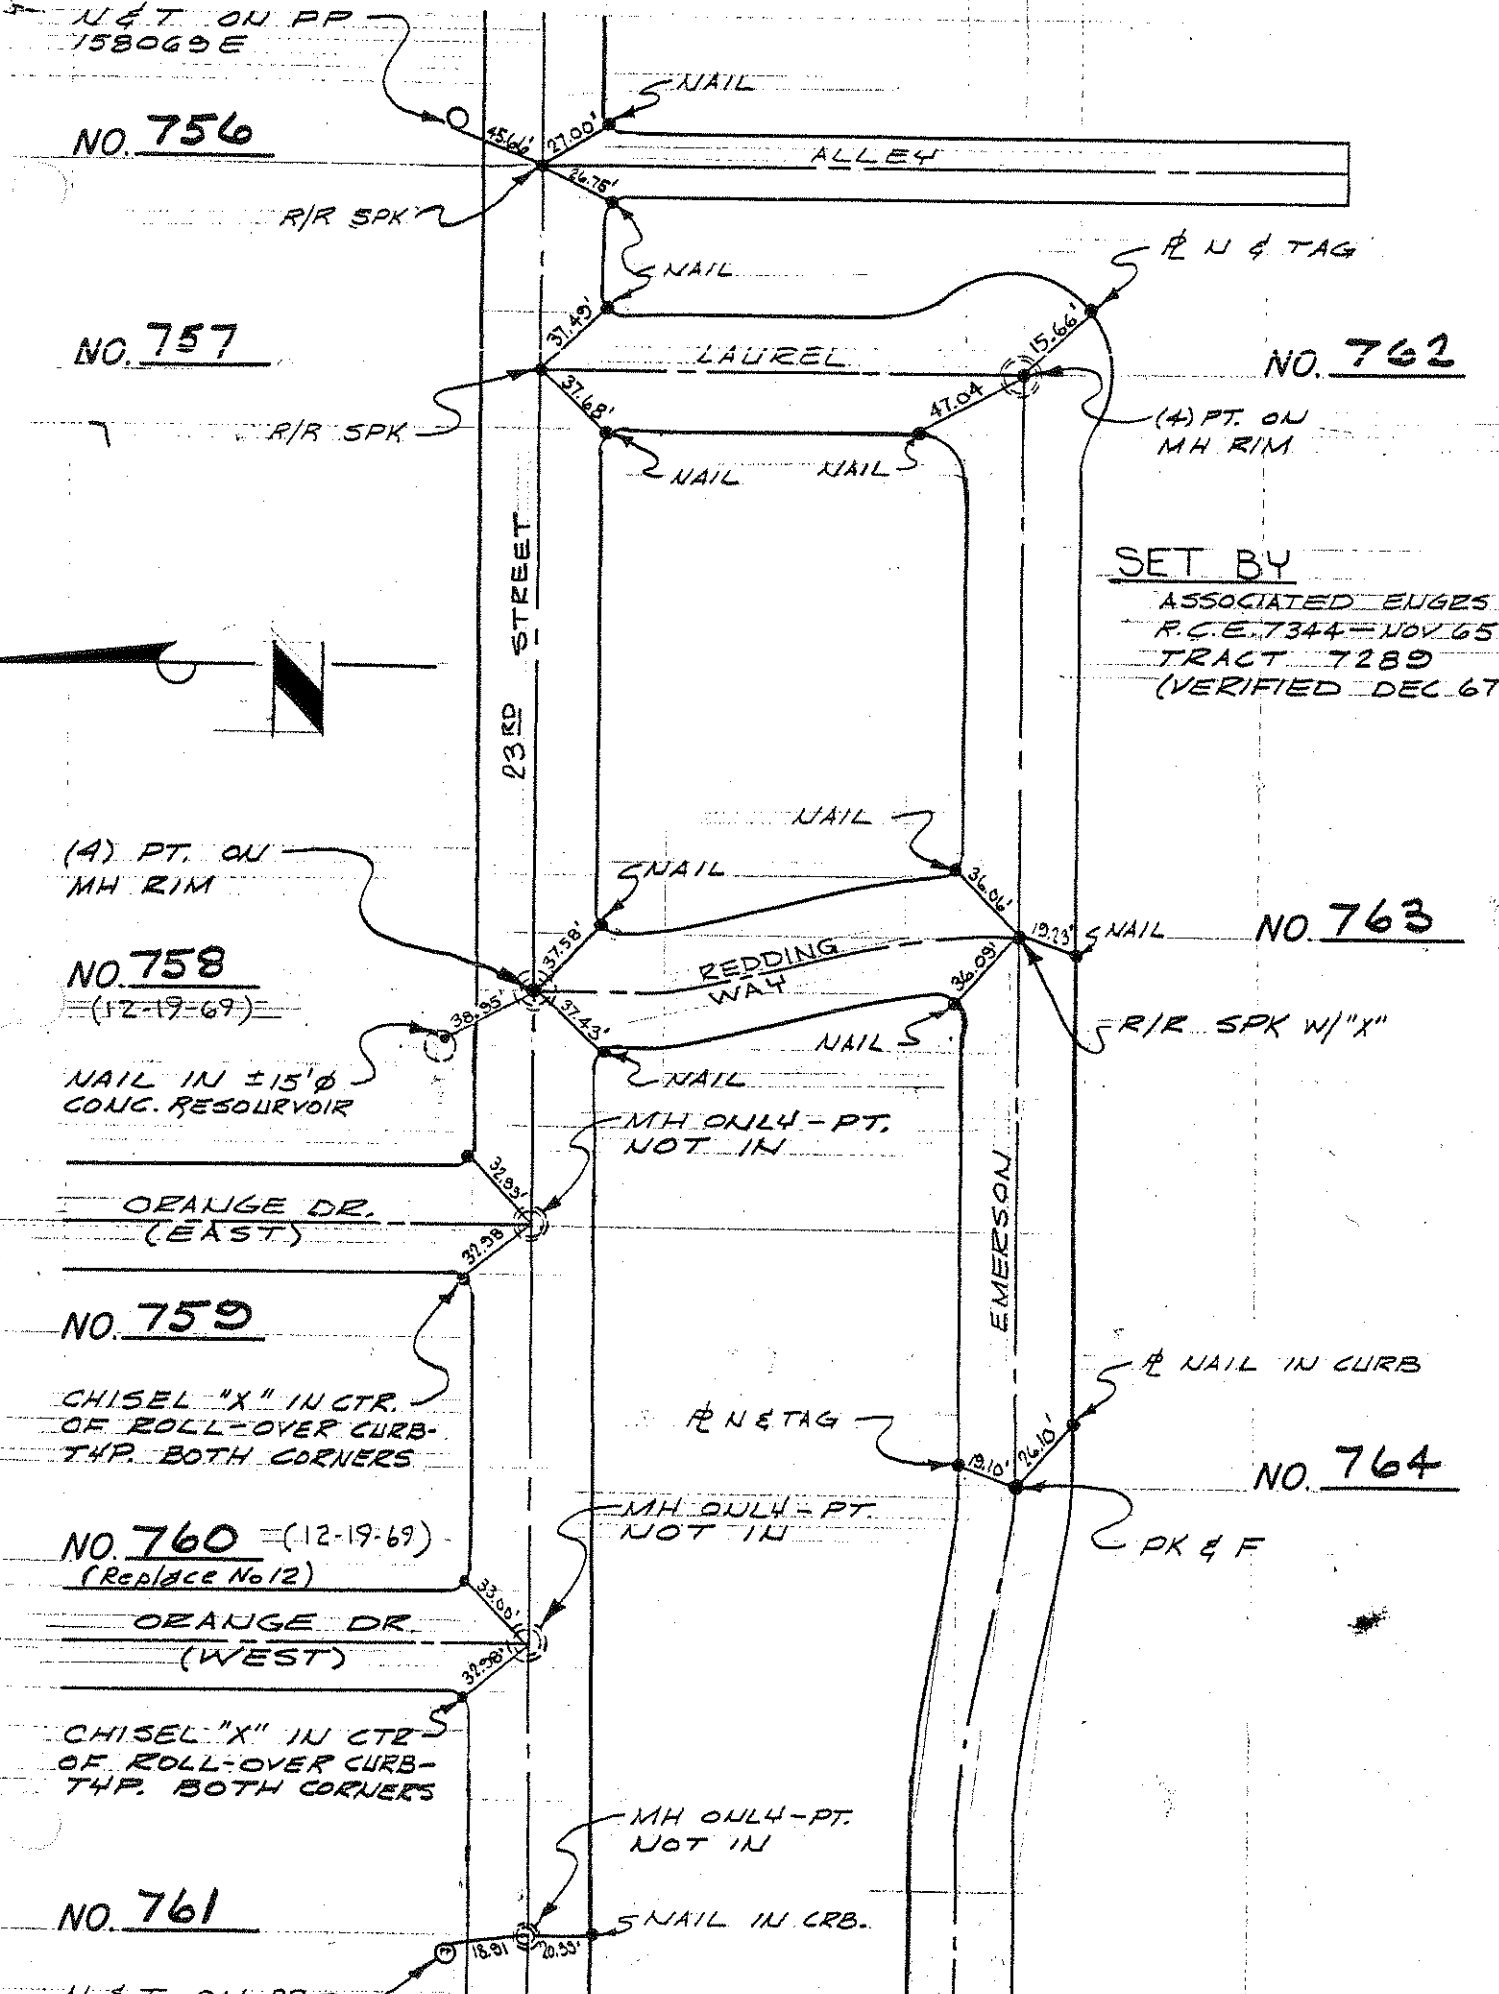 N & T ON PP
158069E
NO. 756
45.66'
27.00'
26.75'
NAIL
ALLEY
R/R SPK
NAIL
PL N & TAG
NO. 757
37.49'
LAUREL
15.66'
NO. 762
37.68'
47.04
(4) PT. ON
MH RIM
R/R SPK
NAIL
NAIL
SET BY
ASSOCIATED ENGRS
R.C.E. 7344 - NOV 65
TRACT 7289
(VERIFIED DEC 67
N
23RD STREET
NAIL
(4) PT. ON
MH RIM
NAIL
36.06'
NO. 758
(12-19-69)
37.58'
REDDING
WAY
19.23'
NAIL
NO. 763
38.95'
37.43'
36.09'
NAIL
R/R SPK W/"X"
NAIL IN ±15'Ø
CONC. RESOURVOIR
NAIL
MH ONLY - PT.
NOT IN
32.93'
ORANGE DR.
(EAST)
32.98
EMERSON
NO. 759
CHISEL "X" IN CTR.
OF ROLL-OVER CURB-
TYP. BOTH CORNERS
PL NAIL IN CURB
PL N & TAG
19.10'
26.10'
NO. 764
PK & F
NO. 760 (12-19-69)
(Replace No 12)
MH ONLY - PT.
NOT IN
33.00'
ORANGE DR.
(WEST)
32.98'
CHISEL "X" IN CTR
OF ROLL-OVER CURB-
TYP. BOTH CORNERS
MH ONLY - PT.
NOT IN
NO. 761
18.91
20.99'
NAIL IN CRB.